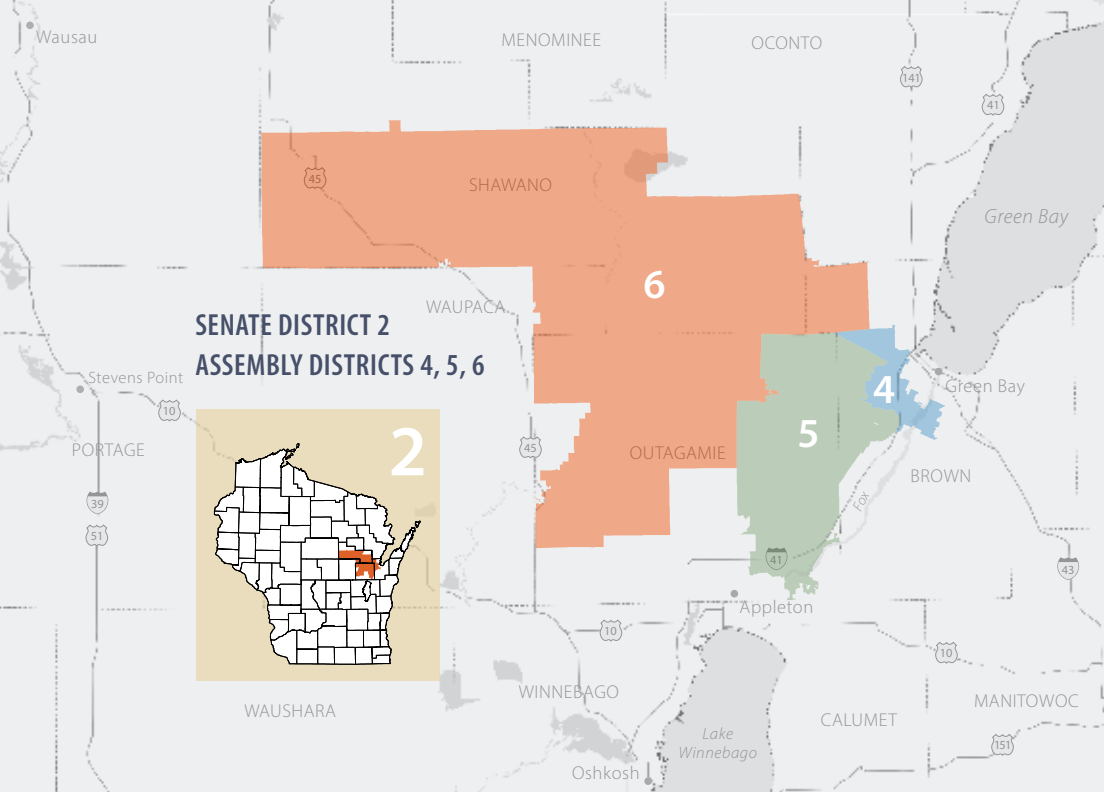 Wausau
MENOMINEE
OCONTO
141
41
45
SHAWANO
Green Bay
6
WAUPACA
SENATE DISTRICT 2
ASSEMBLY DISTRICTS 4, 5, 6
Stevens Point
10
Green Bay
4
5
2
PORTAGE
45
OUTAGAMIE
BROWN
39
Fox
51
41
43
Appleton
10
10
WINNEBAGO
WAUSHARA
MANITOWOC
CALUMET
Lake
Winnebago
151
Oshkosh